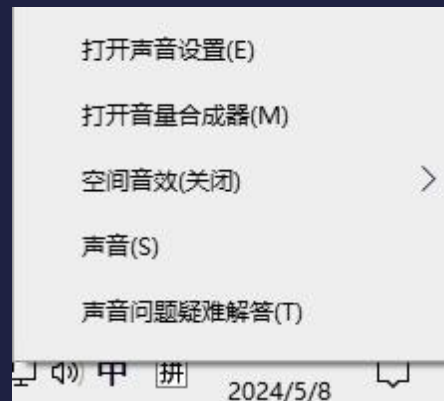 打开声音设置(E)
打开音量合成器(M)
空间音效(关闭)
声音(S)
声音问题疑难解答(T)
中 拼
2024/5/8